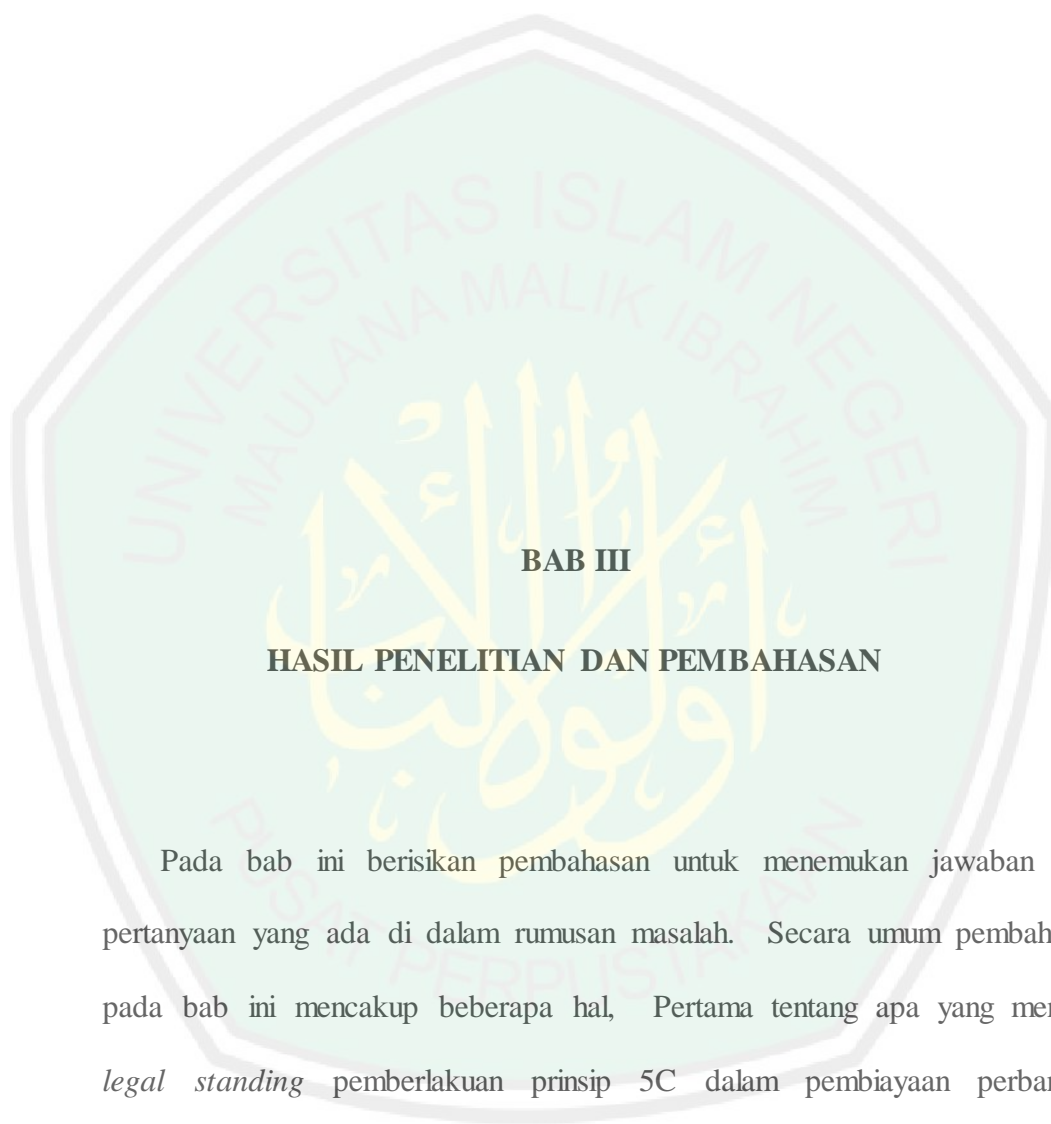 UNIVERSITAS ISLAM NEGERI
MAULANA MALIK IBRAHIM
BAB III
HASIL PENELITIAN DAN PEMBAHASAN
Pada bab ini berisikan pembahasan untuk menemukan jawaban
pertanyaan yang ada di dalam rumusan masalah. Secara umum
pada bab ini mencakup beberapa hal, Pertama tentang apa yang
legal standing pemberlakuan prinsip 5C dalam pembiayaan
PUSAT PERPUSTAKAAN